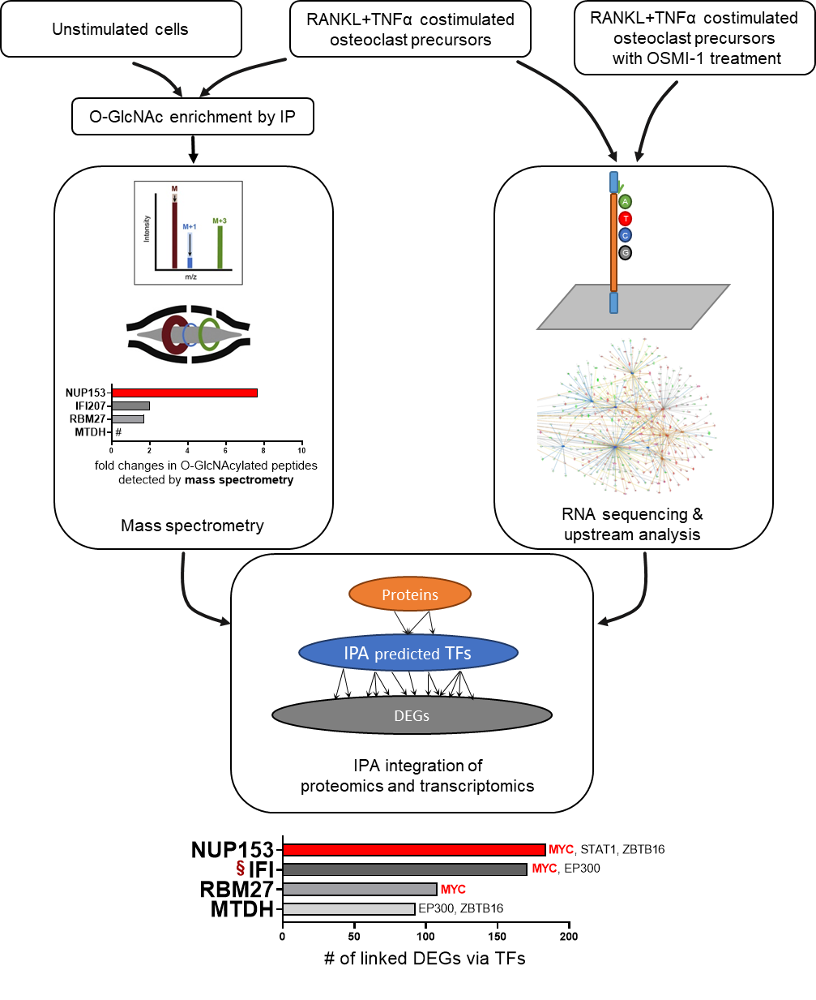 Unstimulated cells
RANKL+TNFα costimulated
osteoclast precursors
RANKL+TNFα costimulated
osteoclast precursors
with OSMI-1 treatment
O-GlcNAc enrichment by IP
M
M+1
M+3
Intensity
m/z
NUP153
IFI207
RBM27
MTDH
#
0 2 4 6 8 10
fold changes in O-GlcNAcylated peptides
detected by mass spectrometry
Mass spectrometry
A
T
C
G
RNA sequencing &
upstream analysis
Proteins
IPA predicted TFs
DEGs
IPA integration of
proteomics and transcriptomics
NUP153 MYC, STAT1, ZBTB16
§ IFI MYC, EP300
RBM27 MYC
MTDH EP300, ZBTB16
0 50 100 150 200
# of linked DEGs via TFs